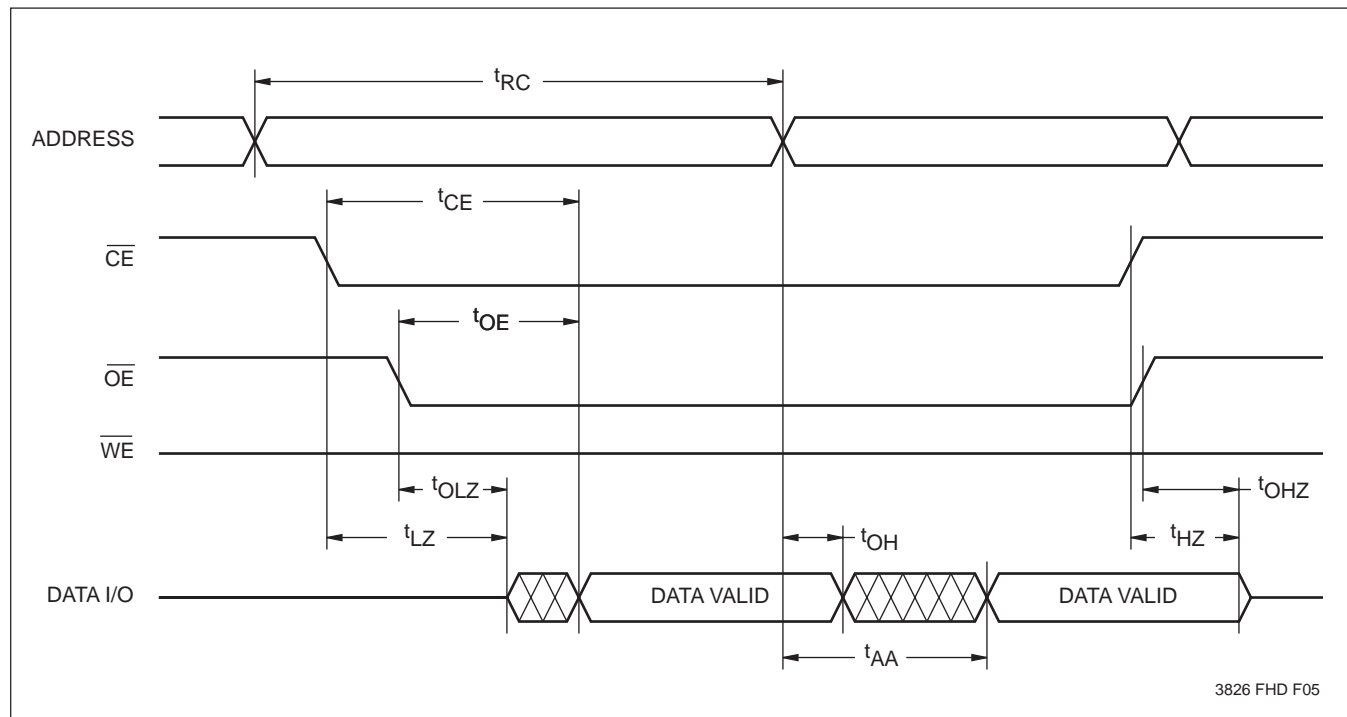 tRC
ADDRESS
tCE
CE
tOE
OE
WE
tOLZ
tOHZ
tLZ
tOH
tHZ
DATA I/O
DATA VALID
DATA VALID
tAA
3826 FHD F05